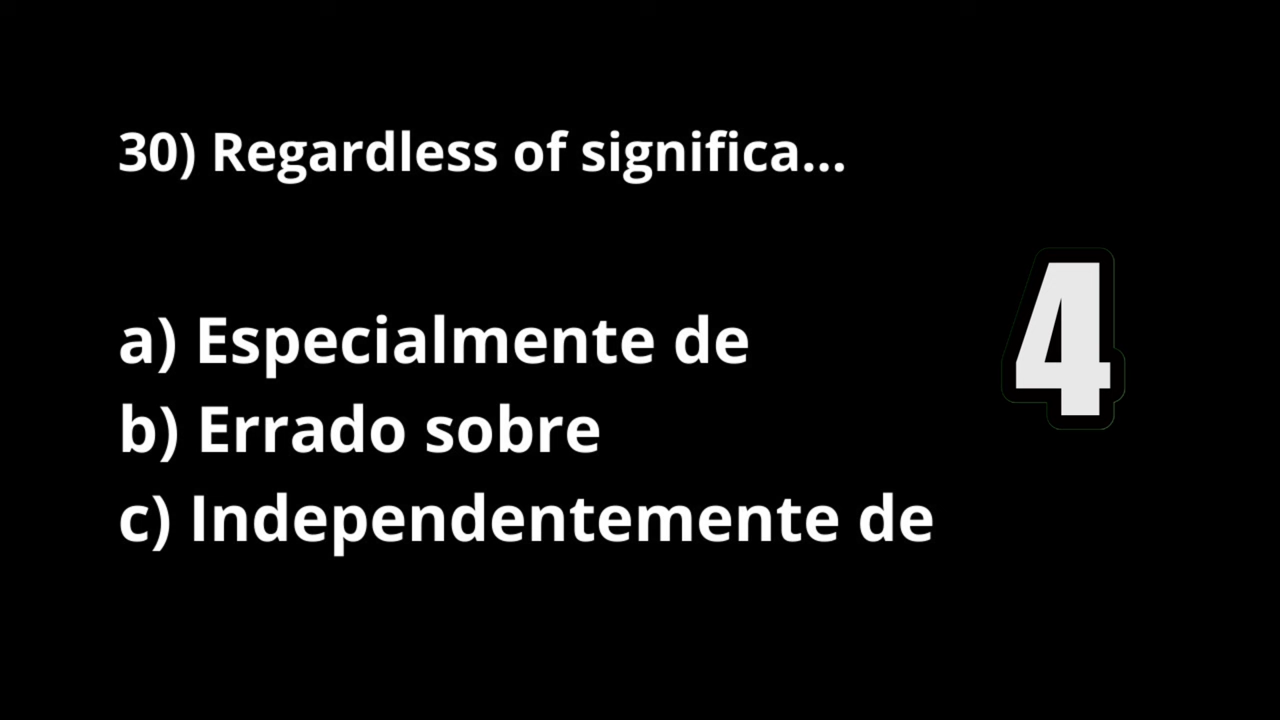 30) Regardless of significa...
a) Especialmente de
b) Errado sobre
c) Independentemente de
4